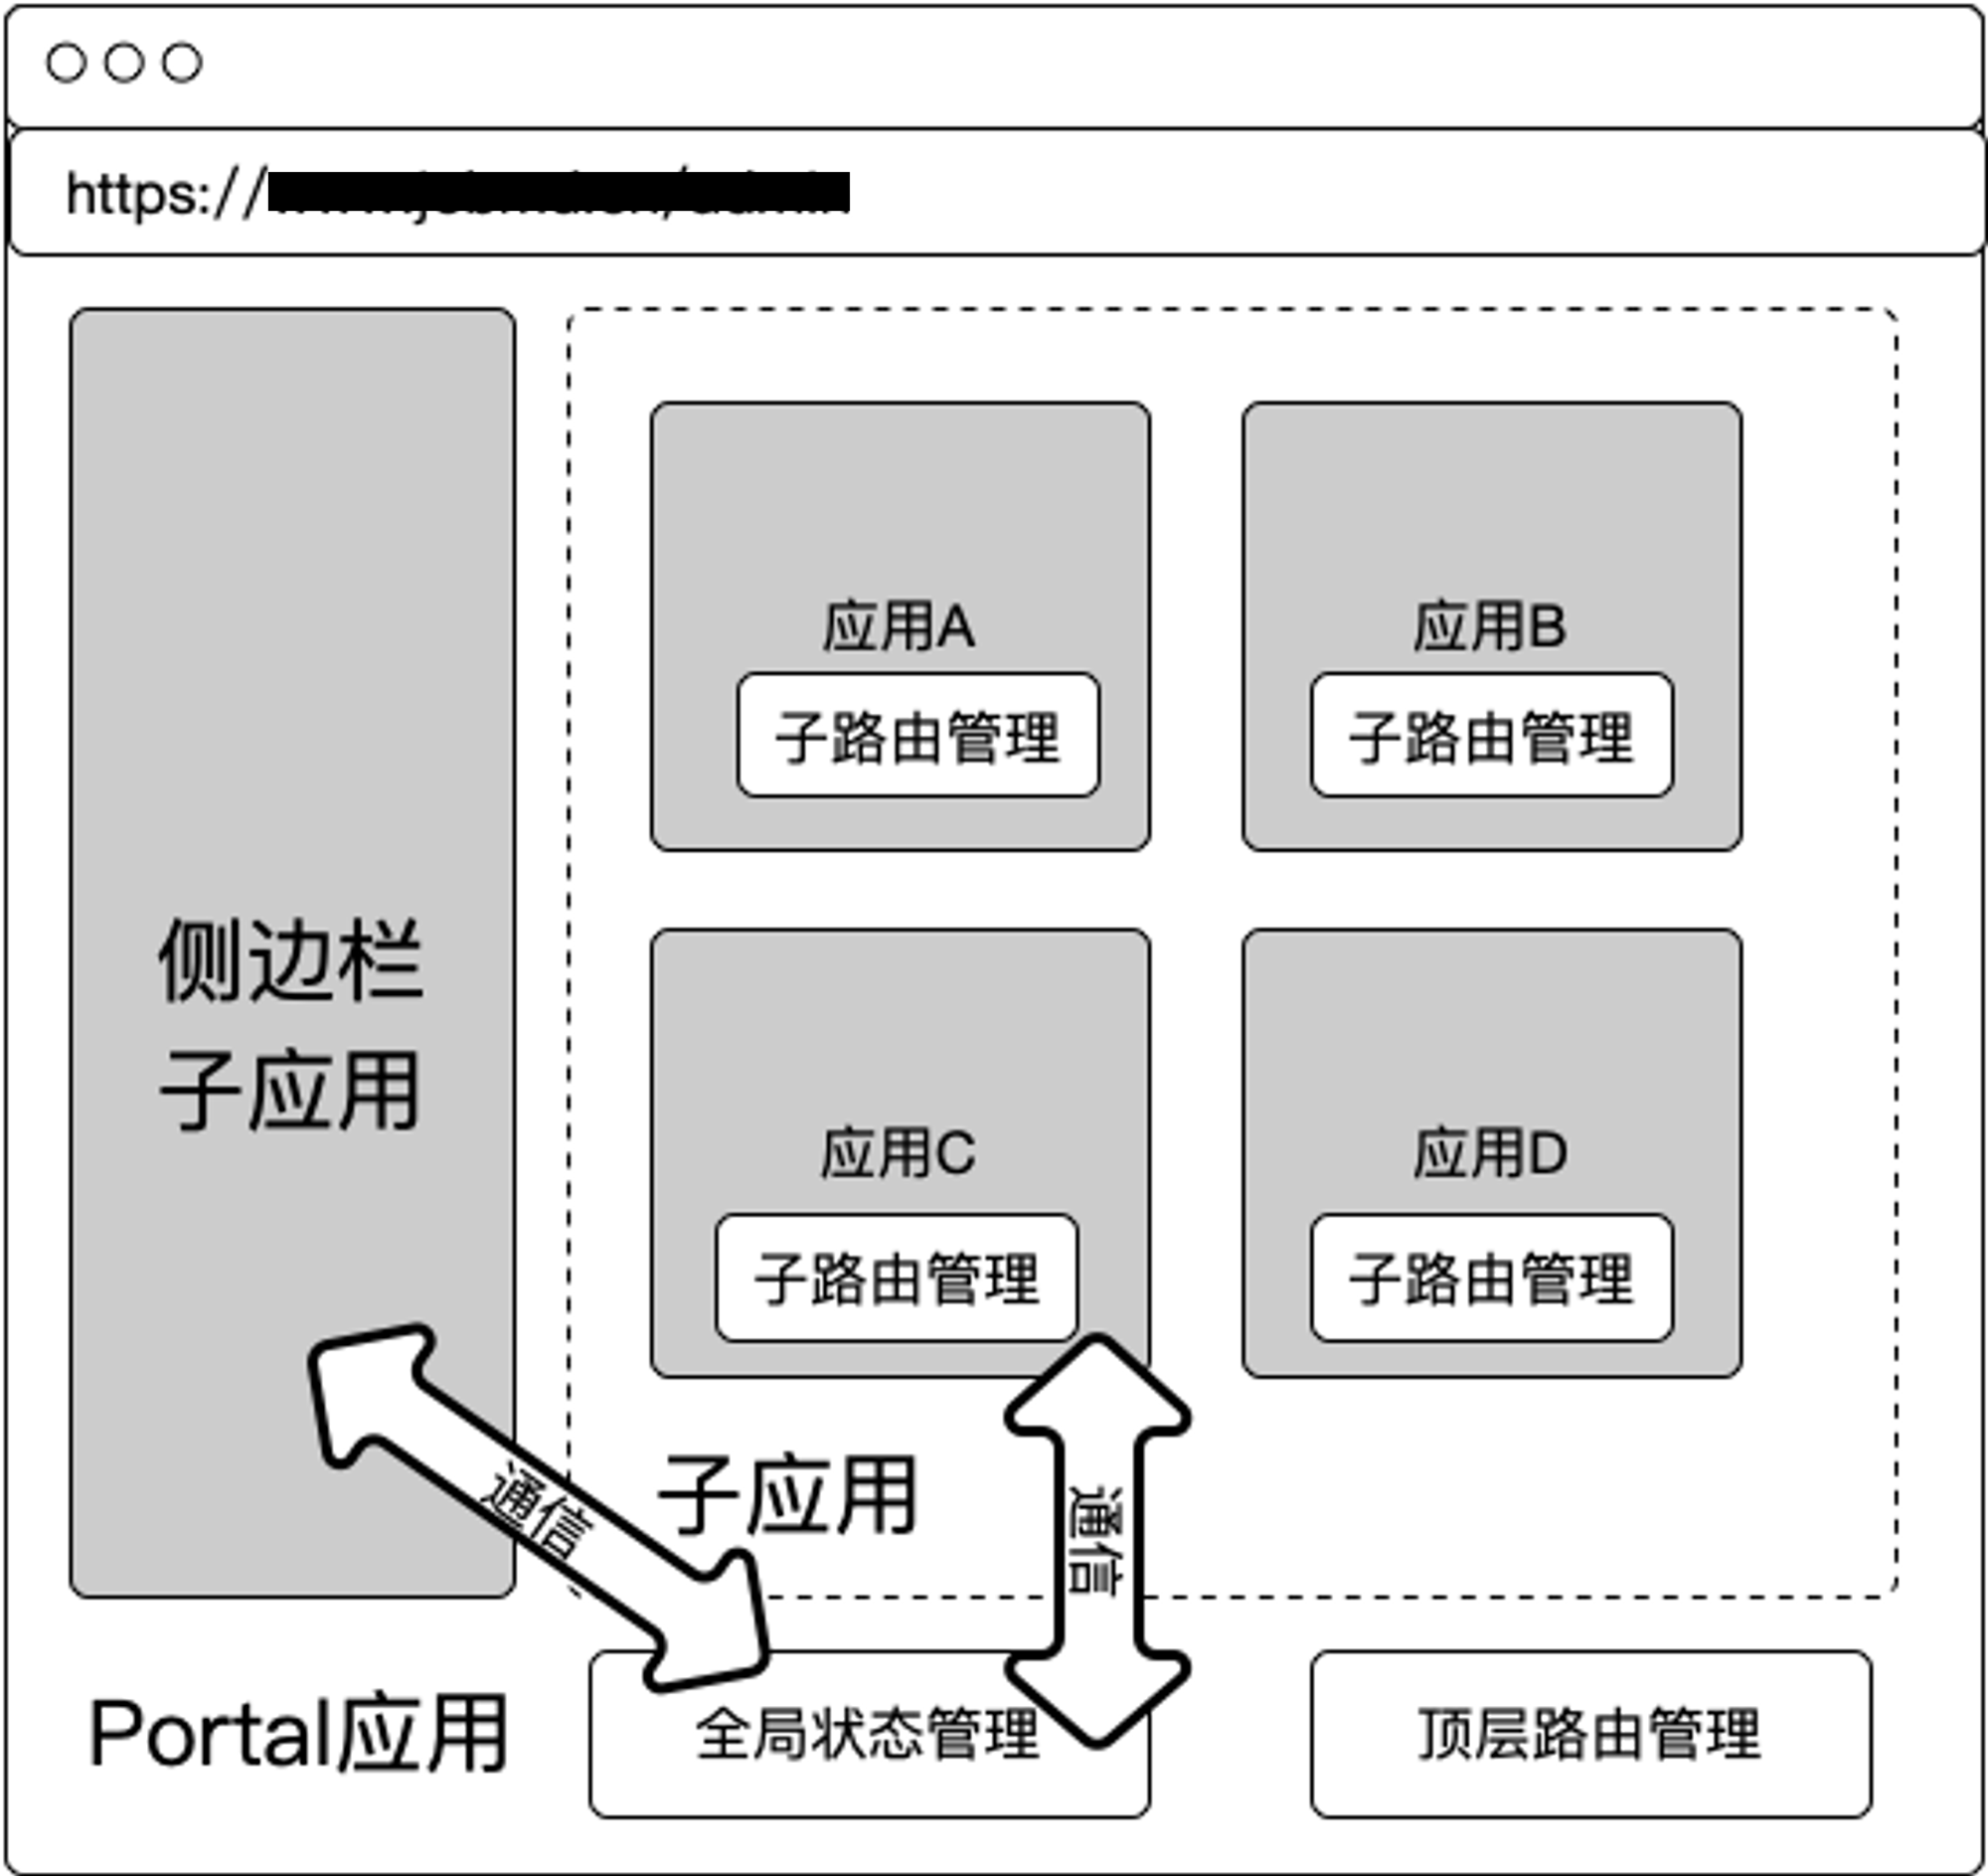 https://
侧边栏
子应用
应用A
子路由管理
应用B
子路由管理
应用C
子路由管理
应用D
子路由管理
子应用
通信
通信
Portal应用
全局状态管理
顶层路由管理